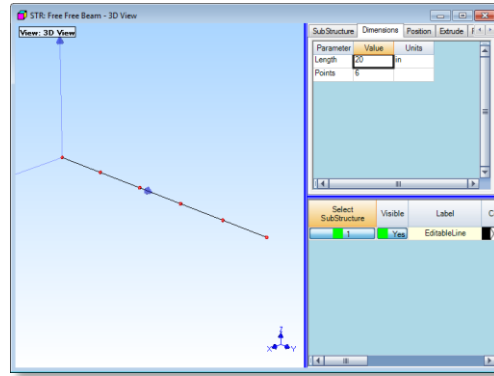 STR: Free Free Beam - 3D View
View: 3D View
SubStructure Dimensions Position Extrude
Parameter Value Units
Length 20 in
Points 6
Select SubStructure Visible Label
1 Yes EditableLine
Z
X Y